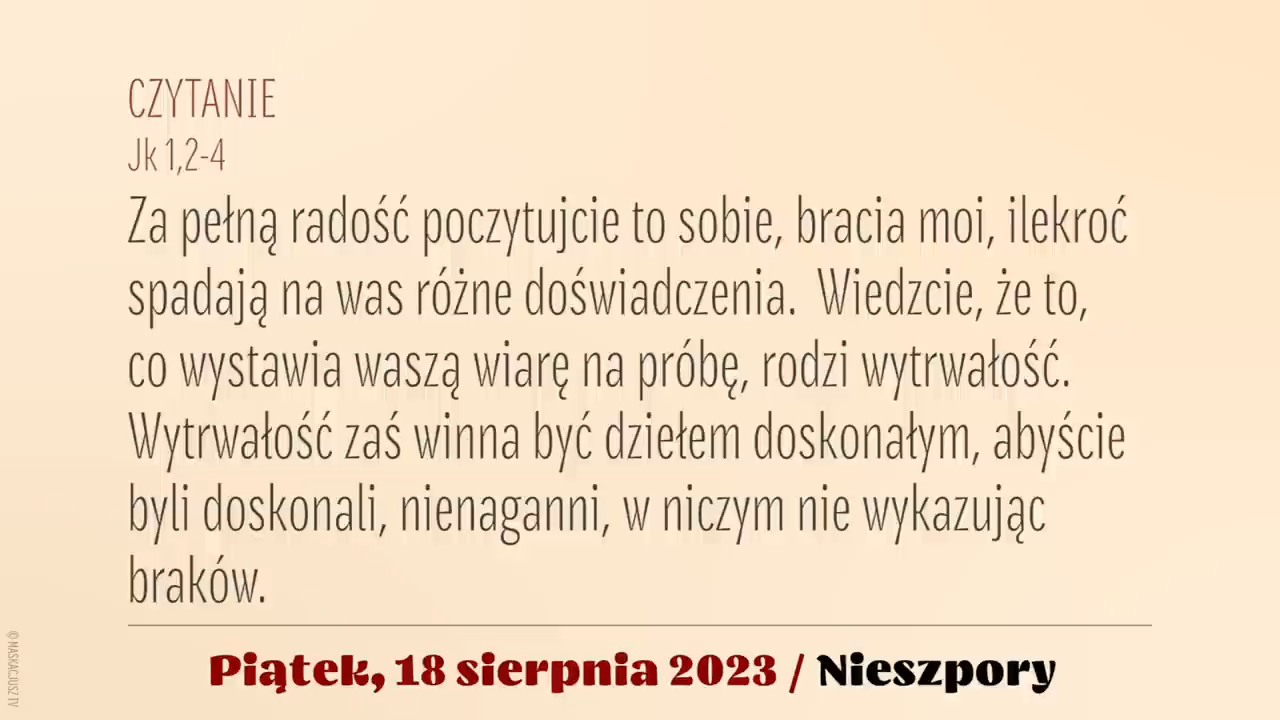 CZYTANIE
Jk 1,2-4
Za pełną radość poczytujcie to sobie, bracia moi, ilekroć
spadają na was różne doświadczenia. Wiedzcie, że to,
co wystawia waszą wiarę na próbę, rodzi wytrwałość.
Wytrwałość zaś winna być dziełem doskonałym, abyście
byli doskonali, nienaganni, w niczym nie wykazując
braków.
Piątek, 18 sierpnia 2023 / Nieszpory
© MASKACJUSZ TV